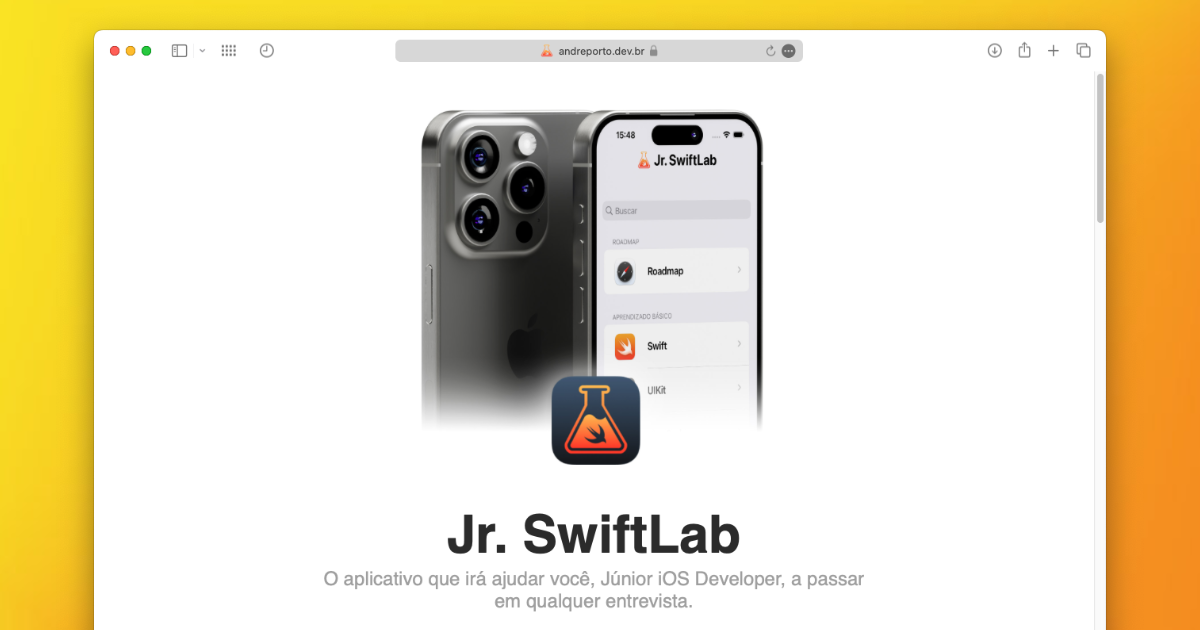 andreporto.dev.br
15:48
Jr. SwiftLab
Buscar
ROADMAP
Roadmap
APRENDIZADO BÁSICO
Swift
UIKit
Jr. SwiftLab
O aplicativo que irá ajudar você, Júnior iOS Developer, a passar
em qualquer entrevista.